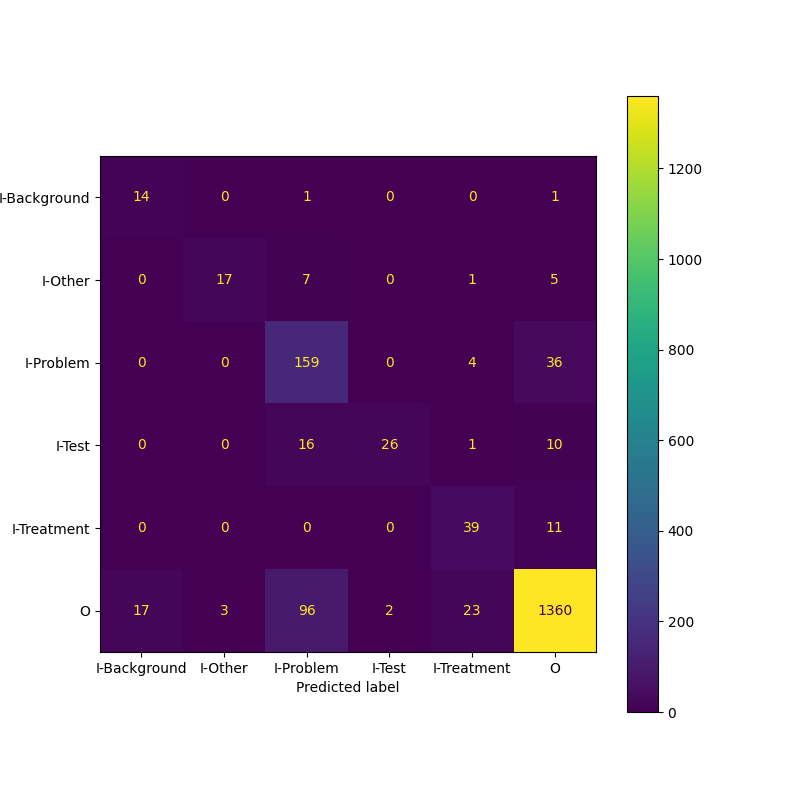 I-Background 14 0 1 0 0 1
I-Other 0 17 7 0 1 5
I-Problem 0 0 159 0 4 36
I-Test 0 0 16 26 1 10
I-Treatment 0 0 0 0 39 11
O 17 3 96 2 23 1360
I-Background I-Other I-Problem I-Test I-Treatment O
Predicted label
1200
1000
800
600
400
200
0